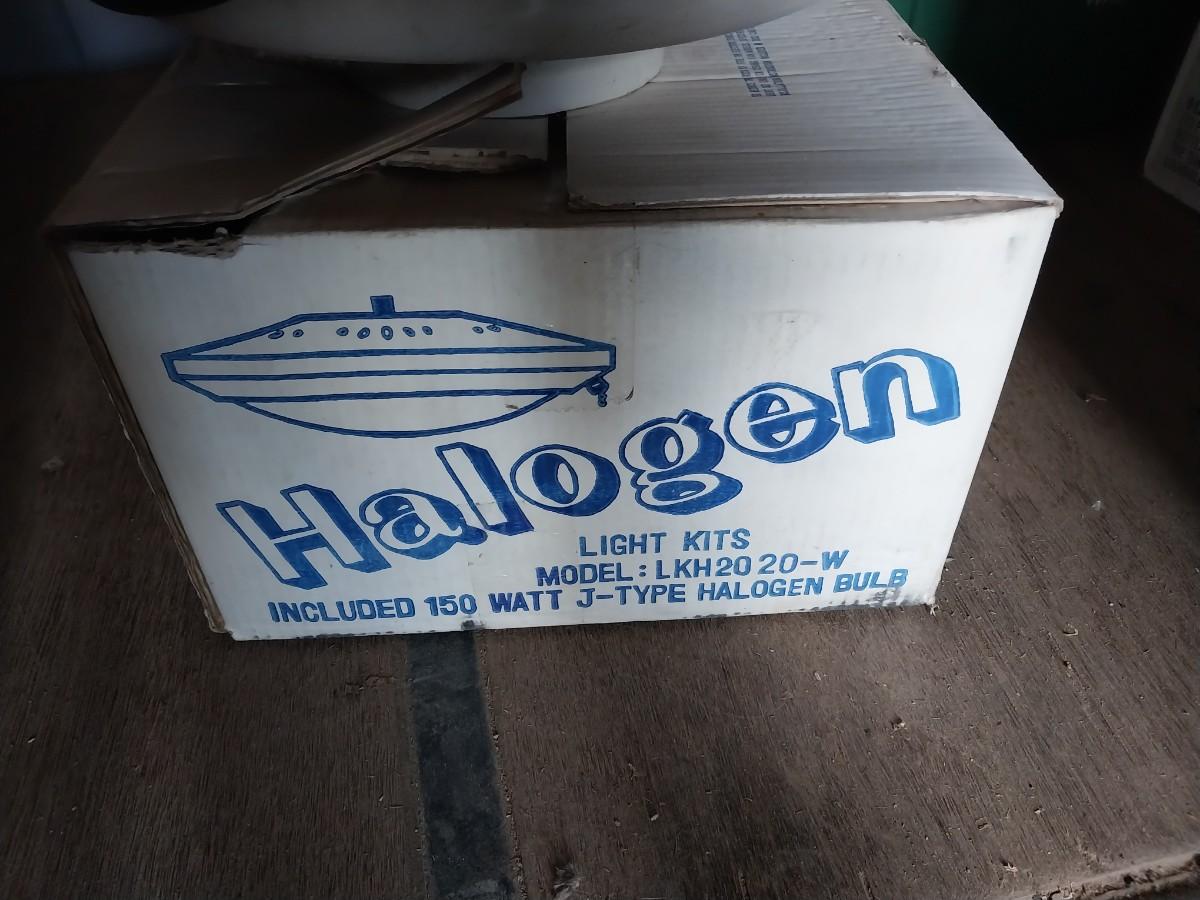 Halogen
LIGHT KITS
MODEL: LKH2020-W
INCLUDED 150 WATT J-TYPE HALOGEN BULB